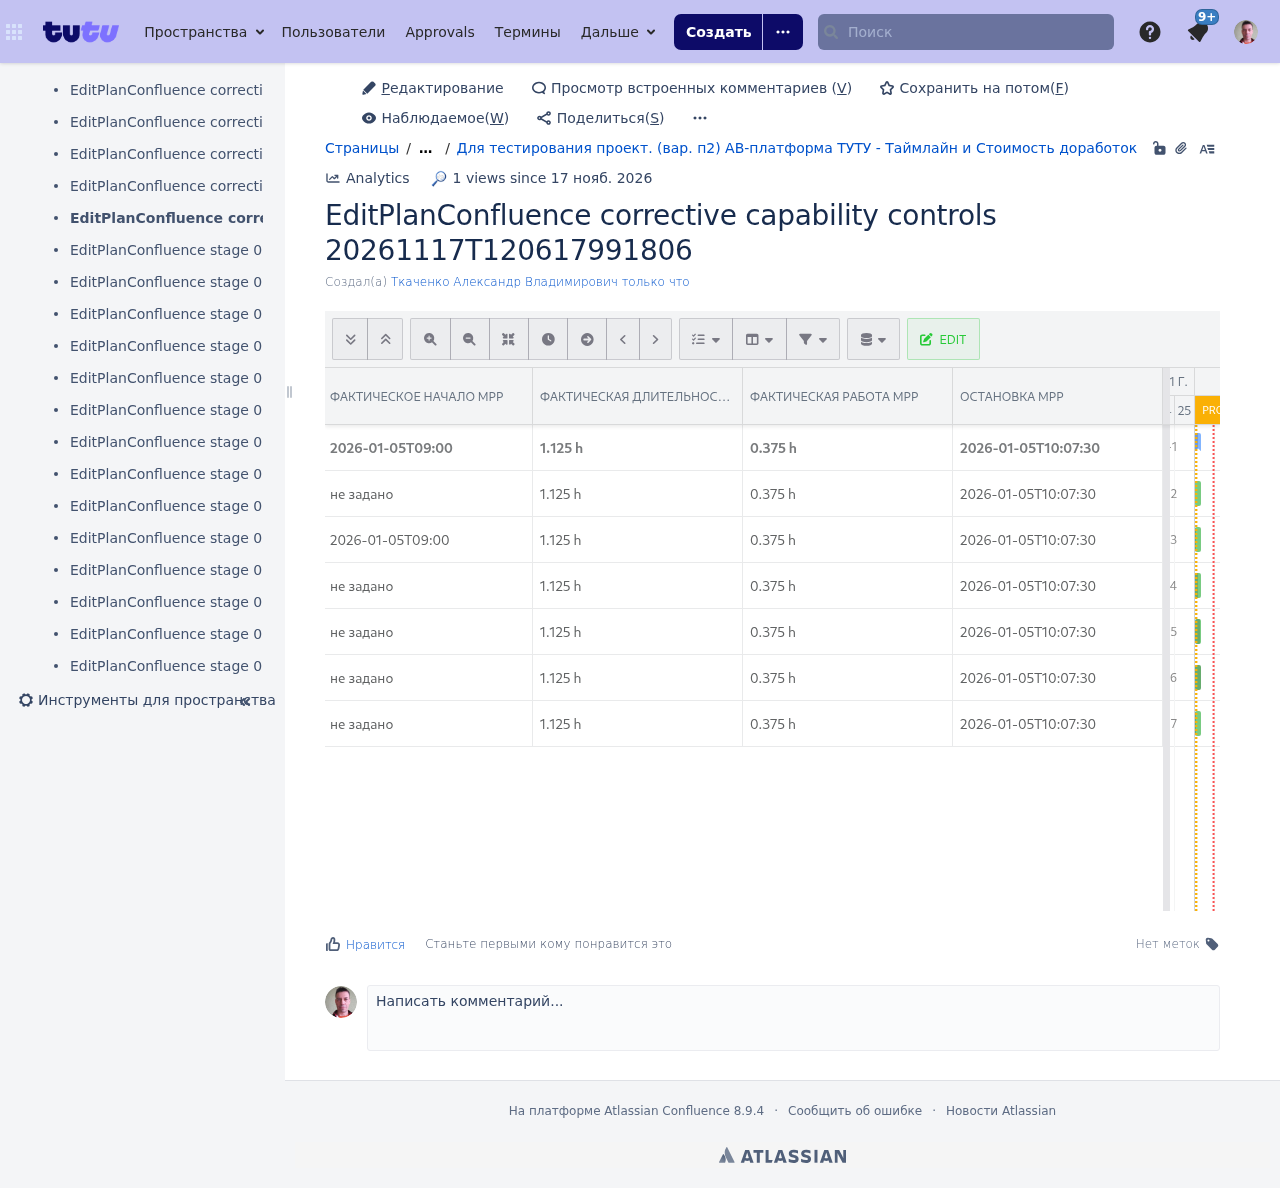 tutu Пространства Пользователи Approvals Термины Дальше Создать Поиск 9+
EditPlanConfluence correcti
EditPlanConfluence correcti
EditPlanConfluence correcti
EditPlanConfluence correcti
EditPlanConfluence corre
EditPlanConfluence stage 0
EditPlanConfluence stage 0
EditPlanConfluence stage 0
EditPlanConfluence stage 0
EditPlanConfluence stage 0
EditPlanConfluence stage 0
EditPlanConfluence stage 0
EditPlanConfluence stage 0
EditPlanConfluence stage 0
EditPlanConfluence stage 0
EditPlanConfluence stage 0
EditPlanConfluence stage 0
EditPlanConfluence stage 0
EditPlanConfluence stage 0
Инструменты для пространства
Редактирование Просмотр встроенных комментариев (V) Сохранить на потом(F)
Наблюдаемое(W) Поделиться(S)
Страницы / ... / Для тестирования проект. (вар. п2) АВ-платформа ТУТУ - Таймлайн и Стоимость доработок
Analytics 1 views since 17 нояб. 2026
EditPlanConfluence corrective capability controls
20261117T120617991806
Создал(а) Ткаченко Александр Владимирович только что
EDIT
ФАКТИЧЕСКОЕ НАЧАЛО MPP ФАКТИЧЕСКАЯ ДЛИТЕЛЬНОС... ФАКТИЧЕСКАЯ РАБОТА MPP ОСТАНОВКА MPP 1 Г.
25 PRO
2026-01-05T09:00 1.125 h 0.375 h 2026-01-05T10:07:30 -1
не задано 1.125 h 0.375 h 2026-01-05T10:07:30 2
2026-01-05T09:00 1.125 h 0.375 h 2026-01-05T10:07:30 3
не задано 1.125 h 0.375 h 2026-01-05T10:07:30 4
не задано 1.125 h 0.375 h 2026-01-05T10:07:30 5
не задано 1.125 h 0.375 h 2026-01-05T10:07:30 6
не задано 1.125 h 0.375 h 2026-01-05T10:07:30 7
Нравится Станьте первыми кому понравится это Нет меток
Написать комментарий...
На платформе Atlassian Confluence 8.9.4 · Сообщить об ошибке · Новости Atlassian
ATLASSIAN